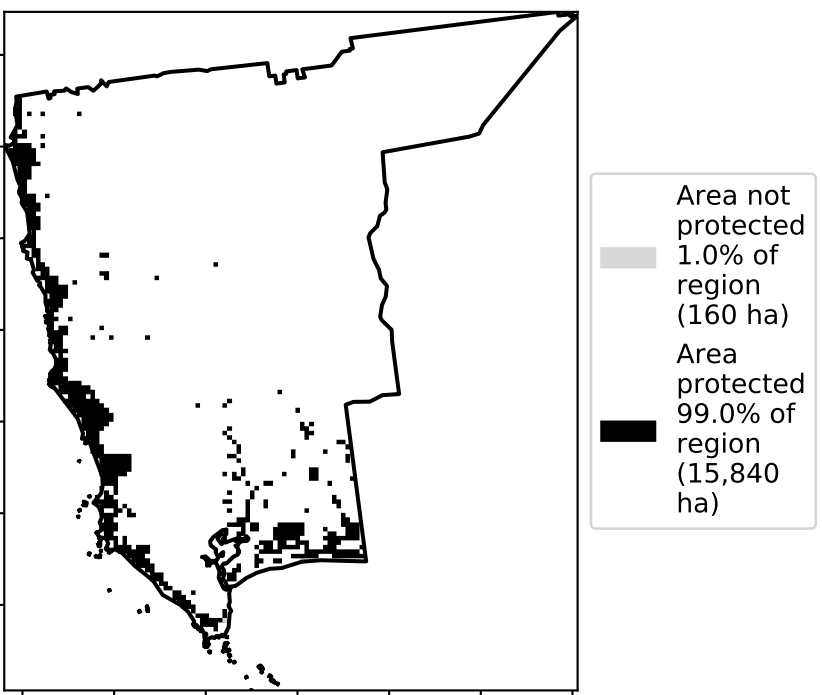 Area not
protected
1.0% of
region
(160 ha)
Area
protected
99.0% of
region
(15,840
ha)